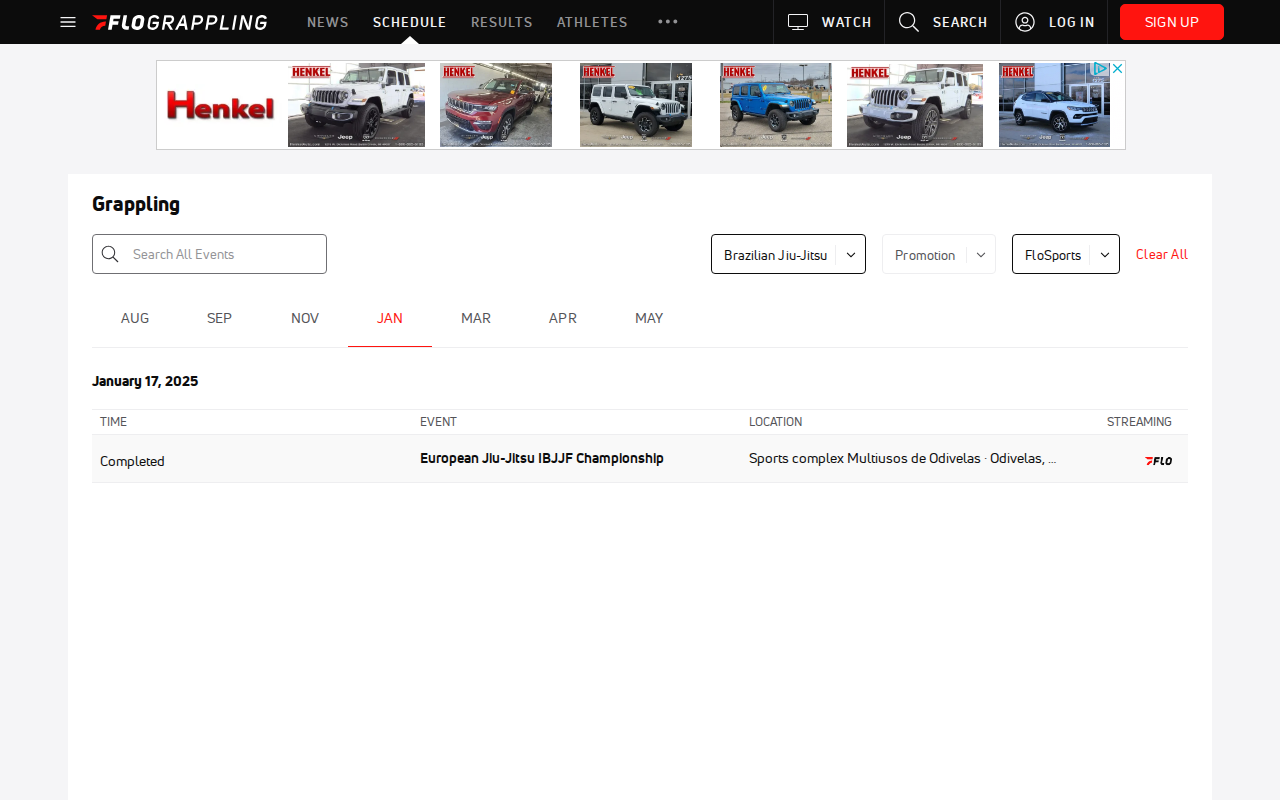 FLOGRAPPLING
NEWS
SCHEDULE
RESULTS
ATHLETES
WATCH
SEARCH
LOG IN
SIGN UP
Henkel
HENKEL
HENKEL
HENKEL
HENKEL
HENKEL
HENKEL
Grappling
Search All Events
Brazilian Jiu-Jitsu
Promotion
FloSports
Clear All
AUG
SEP
NOV
JAN
MAR
APR
MAY
January 17, 2025
TIME
EVENT
LOCATION
STREAMING
Completed
European Jiu-Jitsu IBJJF Championship
Sports complex Multiusos de Odivelas · Odivelas, ...
FLO